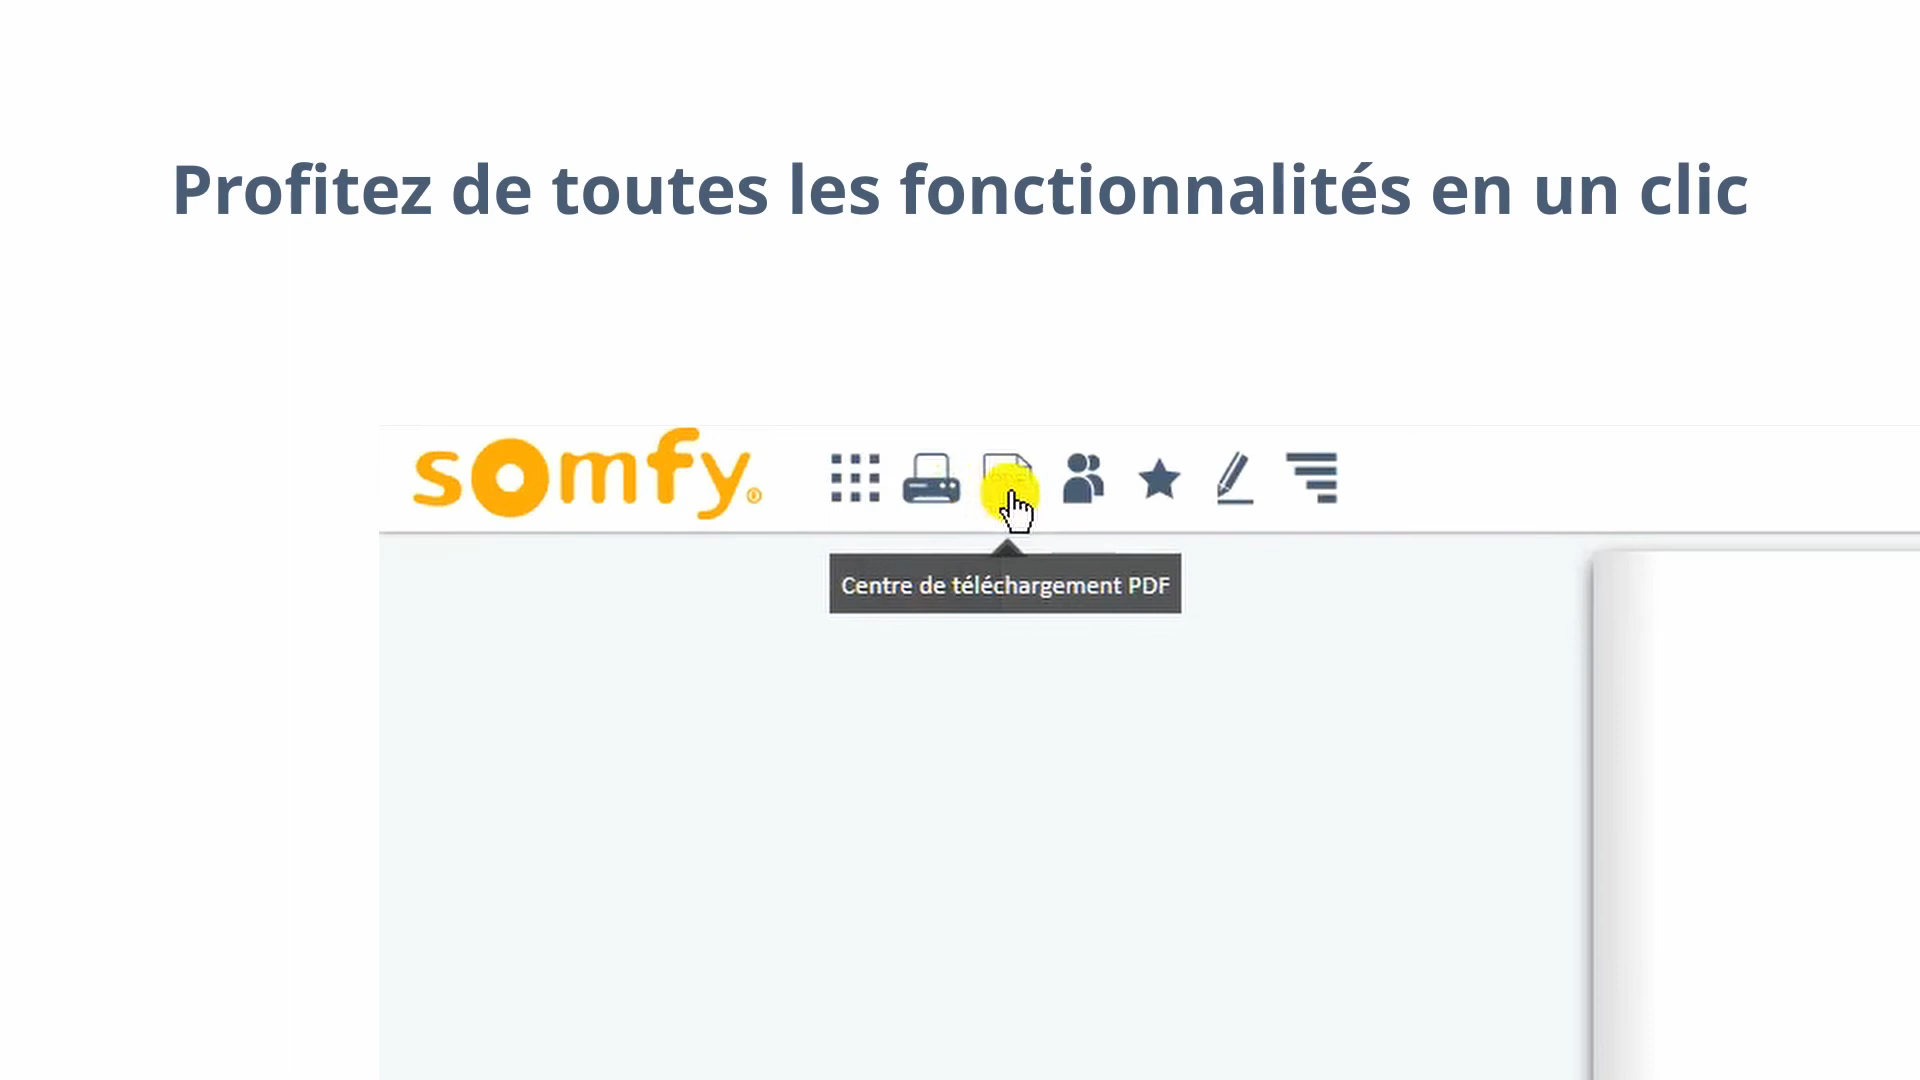 Profitez de toutes les fonctionnalités en un clic
somfy®
Centre de téléchargement PDF